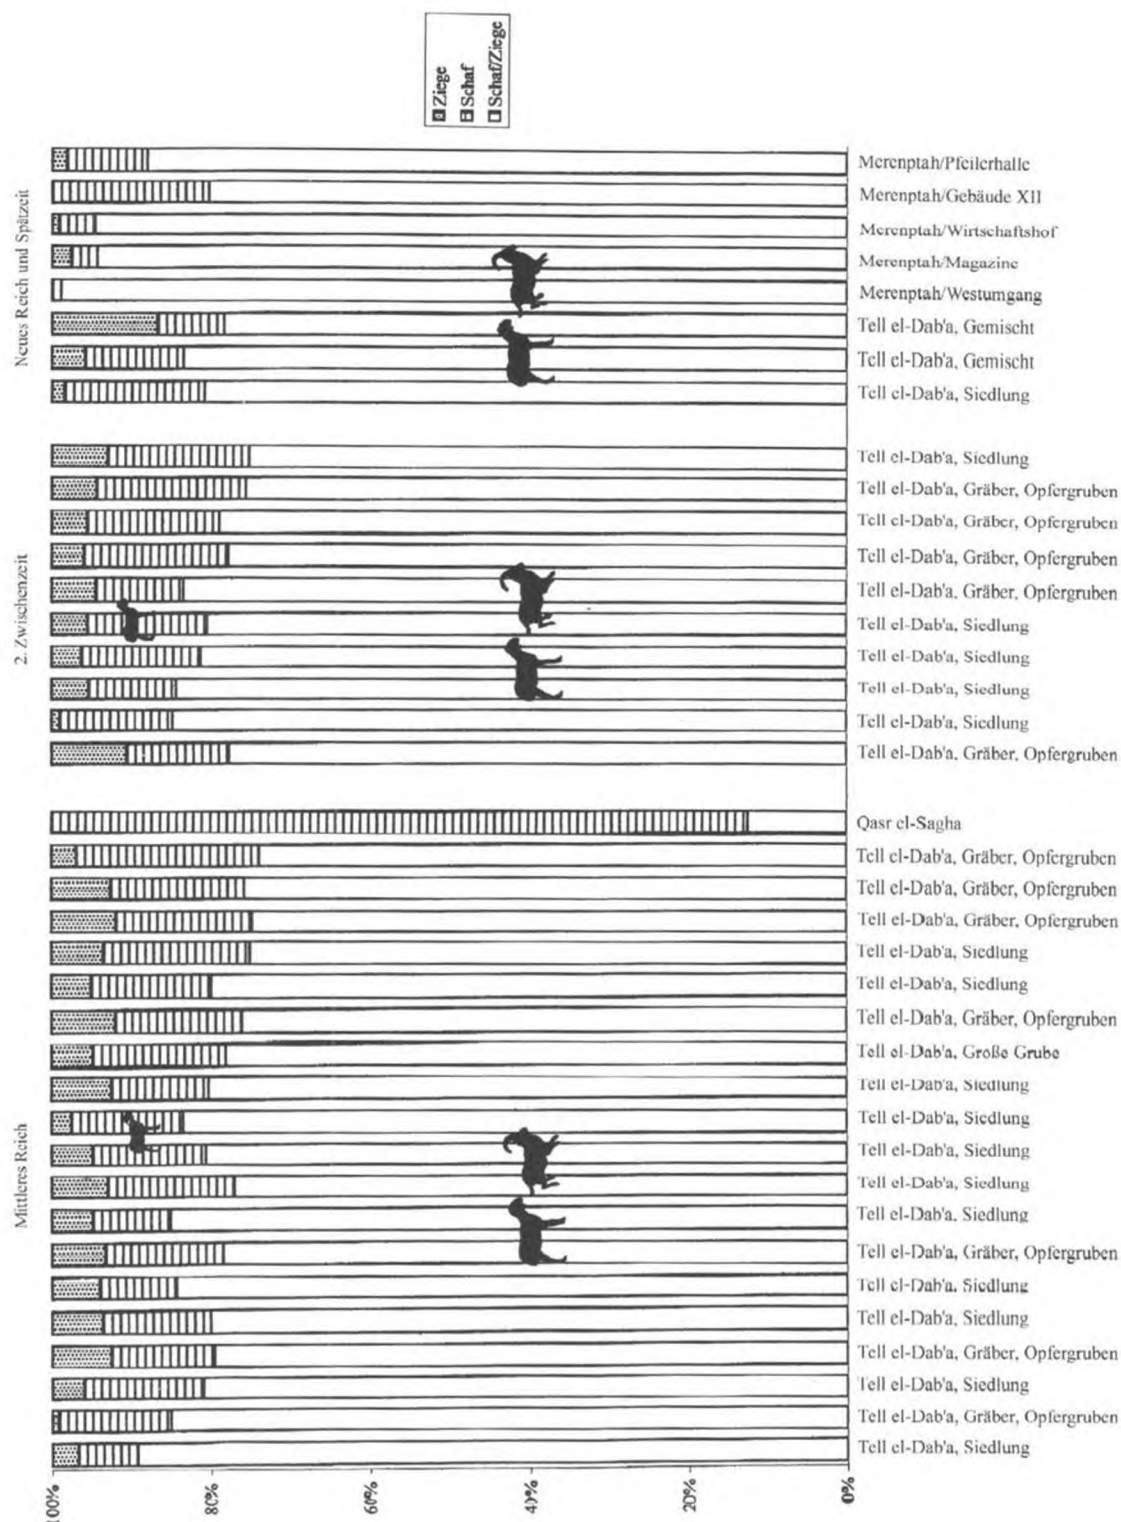 Ziege
Schaf
Schaf/Ziege
Neues Reich und Spätzeit
Merenptah/Pfeilerhalle
Merenptah/Gebäude XII
Merenptah/Wirtschaftshof
Merenptah/Magazine
Merenptah/Westumgang
Tell el-Dab'a, Gemischt
Tell el-Dab'a, Gemischt
Tell el-Dab'a, Siedlung
2. Zwischenzeit
Tell el-Dab'a, Siedlung
Tell el-Dab'a, Gräber, Opfergruben
Tell el-Dab'a, Gräber, Opfergruben
Tell el-Dab'a, Gräber, Opfergruben
Tell el-Dab'a, Gräber, Opfergruben
Tell el-Dab'a, Siedlung
Tell el-Dab'a, Siedlung
Tell el-Dab'a, Siedlung
Tell el-Dab'a, Siedlung
Tell el-Dab'a, Gräber, Opfergruben
Mittleres Reich
Qasr el-Sagha
Tell el-Dab'a, Gräber, Opfergruben
Tell el-Dab'a, Gräber, Opfergruben
Tell el-Dab'a, Gräber, Opfergruben
Tell el-Dab'a, Siedlung
Tell el-Dab'a, Siedlung
Tell el-Dab'a, Gräber, Opfergruben
Tell el-Dab'a, Große Grube
Tell el-Dab'a, Siedlung
Tell el-Dab'a, Siedlung
Tell el-Dab'a, Siedlung
Tell el-Dab'a, Siedlung
Tell el-Dab'a, Siedlung
Tell el-Dab'a, Gräber, Opfergruben
Tell el-Dab'a, Siedlung
Tell el-Dab'a, Siedlung
Tell el-Dab'a, Gräber, Opfergruben
Tell el-Dab'a, Siedlung
Tell el-Dab'a, Gräber, Opfergruben
Tell el-Dab'a, Siedlung
100%
80%
60%
40%
20%
0%